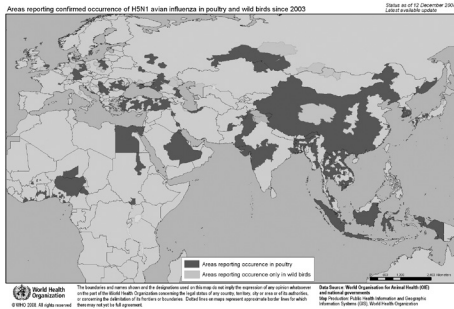 Areas reporting confirmed occurrence of H5N1 avian influenza in poultry and wild birds since 2003
Status as of 12 December 200
Latest available update
Areas reporting occurrence in poultry
Areas reporting occurrence only in wild birds
World Health
Organization
© WHO 2008. All rights reserved
The boundaries and names shown and the designations used on this map do not imply the expression of any opinion whatsoever
on the part of the World Health Organization concerning the legal status of any country, territory, city or area or of its authorities,
or concerning the delimitation of its frontiers or boundaries. Dotted lines on maps represent approximate border lines for which
there may not yet be full agreement.
Data Source: World Organisation for Animal Health (OIE)
and national governments
Map Production: Public Health Information and Geographic
Information Systems (GIS). World Health Organization